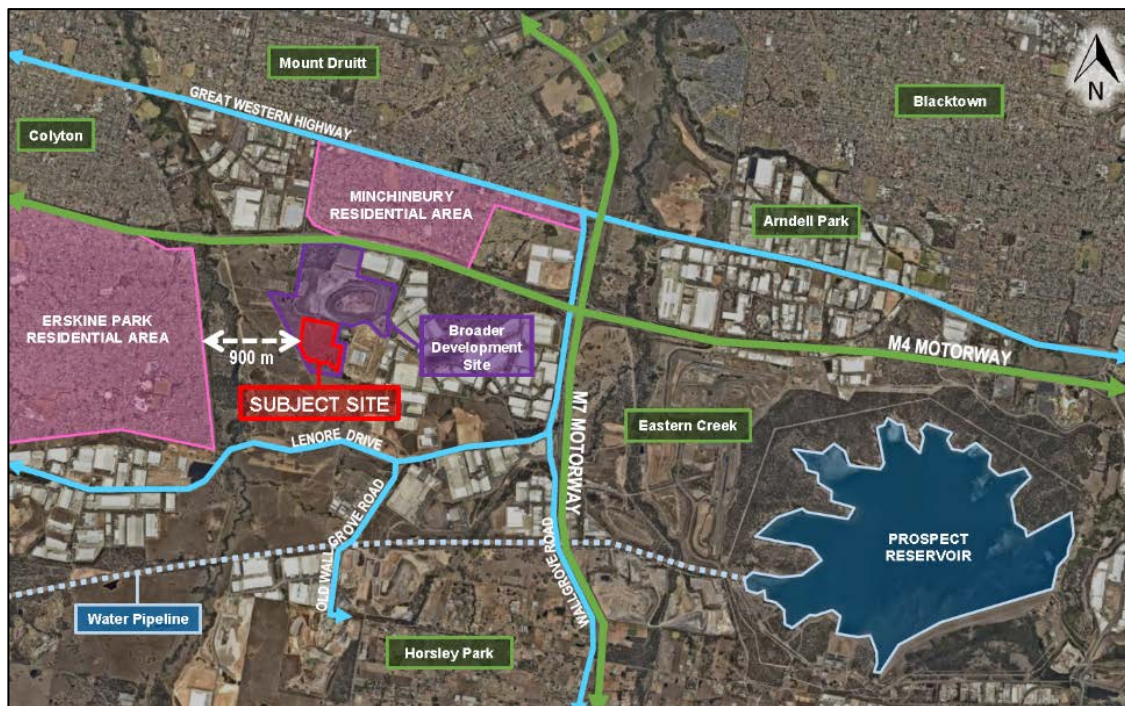 Mount Druitt
N
Blacktown
GREAT WESTERN HIGHWAY
Colyton
MINCHINBURY
RESIDENTIAL AREA
Arndell Park
ERSKINE PARK
RESIDENTIAL AREA
900 m
Broader
Development
Site
M4 MOTORWAY
SUBJECT SITE
M7 MOTORWAY
Eastern Creek
LENORE DRIVE
OLD WALLGROVE ROAD
WALLGROVE ROAD
PROSPECT
RESERVOIR
Water Pipeline
Horsley Park